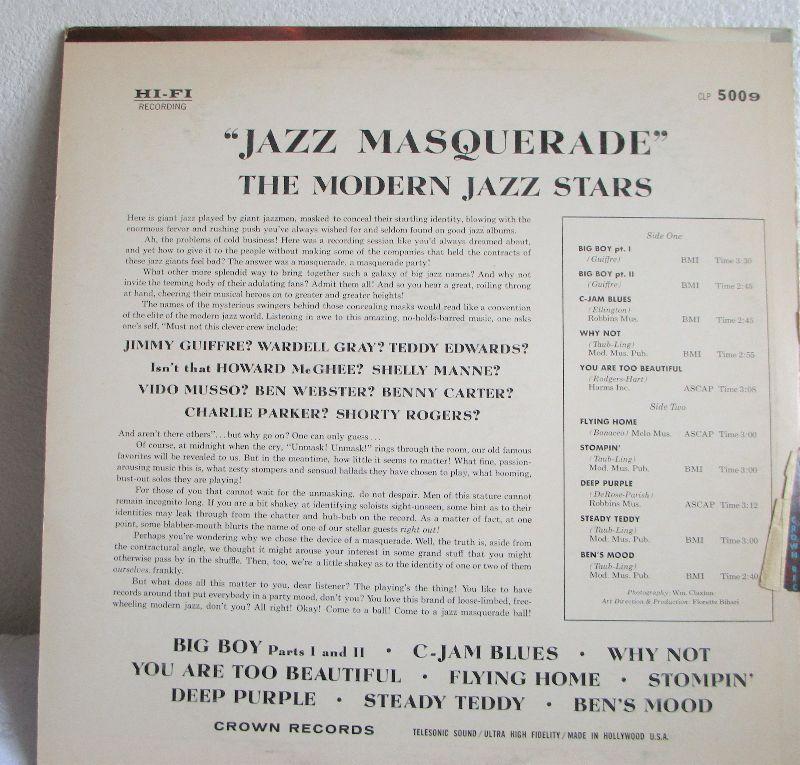 HI-FI
RECORDING
CLP 5009
“JAZZ MASQUERADE”
THE MODERN JAZZ STARS
Here is giant jazz played by giant jazzmen, masked to conceal their startling identity, blowing with the
enormous fervor and rushing push you've always wished for and seldom found on good jazz albums.
Ah, the problems of cold business! Here was a recording session like you'd always dreamed about,
and yet how to give it to the people without making some of the companies that held the contracts of
these jazz giants feel bad? The answer was a masquerade, a masquerade party!
What other more splendid way to bring together such a galaxy of big jazz names? And why not
invite the teeming body of their adulating fans? Admit them all! And so you hear a great, roiling throng
at hand, cheering their musical heroes on to greater and greater heights!
The names of the mysterious swingers behind those concealing masks would read like a convention
of the elite of the modern jazz world. Listening in awe to this amazing, no-holds-barred music, one asks
one's self, "Must not this clever crew include:
JIMMY GUIFFRE? WARDELL GRAY? TEDDY EDWARDS?
Isn't that HOWARD McGHEE? SHELLY MANNE?
VIDO MUSSO? BEN WEBSTER? BENNY CARTER?
CHARLIE PARKER? SHORTY ROGERS?
And aren't there others"...but why go on? One can only guess...
Of course, at midnight when the cry, "Unmask! Unmask!" rings through the room, our old famous
favorites will be revealed to us. But in the meantime, how little it seems to matter! What fine, passion-
arousing music this is, what zesty stompers and sensual ballads they have chosen to play, what booming,
bust-out solos they are playing!
For those of you that cannot wait for the unmasking, do not despair. Men of this stature cannot
remain incognito long. If you are a bit shakey at identifying soloists sight-unseen, some hint as to their
identities may leak through from the chatter and hub-bub on the record. As a matter of fact, at one
point, some blabber-mouth blurts the name of one of our stellar guests right out!
Perhaps you're wondering why we chose the device of a masquerade. Well, the truth is, aside from
the contractual angle, we thought it might arouse your interest in some grand stuff that you might
otherwise pass by in the shuffle. Then, too, we're a little shakey as to the identity of one or two of them
ourselves, frankly.
But what does all this matter to you, dear listener? The playing's the thing! You like to have
records around that put everybody in a party mood, don't you? You love this brand of loose-limbed, free-
wheeling modern jazz, don't you? All right! Okay! Come to a ball! Come to a jazz masquerade ball!
Side One
BIG BOY pt. I
(Guiffre) BMI Time 3:30
BIG BOY pt. II
(Guiffre) BMI Time 2:45
C-JAM BLUES
(Ellington)
Robbins Mus. BMI Time 2:45
WHY NOT
(Taub-Ling)
Mod. Mus. Pub. BMI Time 2:55
YOU ARE TOO BEAUTIFUL
(Rodgers-Hart)
Harms Inc. ASCAP Time 3:08
Side Two
FLYING HOME
(Bonaceo) Melo Mus. ASCAP Time 3:00
STOMPIN'
(Taub-Ling)
Mod. Mus. Pub. BMI Time 3:00
DEEP PURPLE
(DeRose-Parish)
Robbins Mus. ASCAP Time 3:12
STEADY TEDDY
(Taub-Ling)
Mod. Mus. Pub. BMI Time 3:00
BEN'S MOOD
(Taub-Ling)
Mod. Mus. Pub. BMI Time 2:40
Photography: Wm. Claxton
Art Direction & Production: Florette Bihari
BIG BOY Parts I and II • C-JAM BLUES • WHY NOT
YOU ARE TOO BEAUTIFUL • FLYING HOME • STOMPIN'
DEEP PURPLE • STEADY TEDDY • BEN'S MOOD
CROWN RECORDS TELESONIC SOUND/ULTRA HIGH FIDELITY/MADE IN HOLLYWOOD U.S.A.
CROWN REC